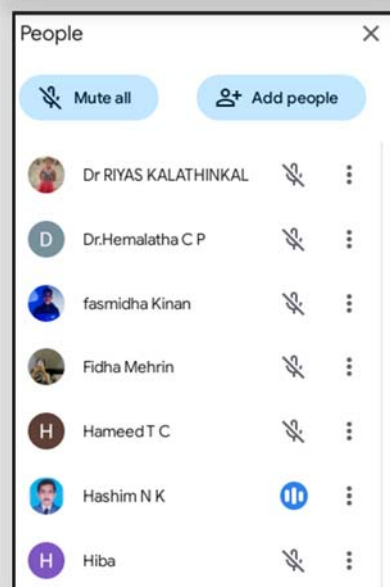 People
Mute all
Add people
Dr RIYAS KALATHINKAL
D
Dr.Hemalatha C P
fasmidha Kinan
Fidha Mehrin
H
Hameed T C
Hashim N K
H
Hiba